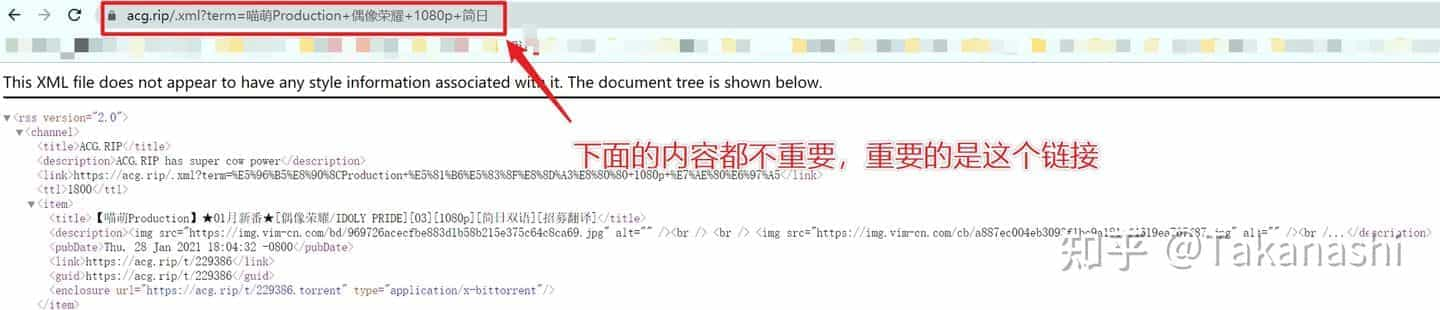 acg.rip/.xml?term=喵萌Production+偶像荣耀+1080p+简日
This XML file does not appear to have any style information associated with it. The document tree is shown below.
▼<rss version="2.0">
▼<channel>
<title>ACG.RIP</title>
<description>ACG.RIP has super cow power</description>
下面的内容都不重要，重要的是这个链接
<link>https://acg.rip/.xml?term=%E5%96%B5%E8%90%8CProduction+%E5%81%B6%E5%83%8F%E8%8D%A3%E8%80%80+1080p+%E7%AE%80%E6%97%A5</link>
<ttl>1800</ttl>
▼<item>
<title>【喵萌Production】★01月新番★[偶像荣耀/IDOLY PRIDE][03][1080p][简日双语][招募翻译]</title>
<description><img src="https://img.vim-cn.com/bd/969726acecfbe883d1b58b215e375c64c8ca69.jpg" alt="" /><br /> <br /> <img src="https://img.vim-cn.com/cb/ alt="" /><br /...</description>
<pubDate>Thu, 28 Jan 2021 18:04:32 -0800</pubDate>
<link>https://acg.rip/t/229386</link>
<guid>https://acg.rip/t/229386</guid>
<enclosure url="https://acg.rip/t/229386.torrent" type="application/x-bittorrent"/>
</item>
知乎 @Takanashi